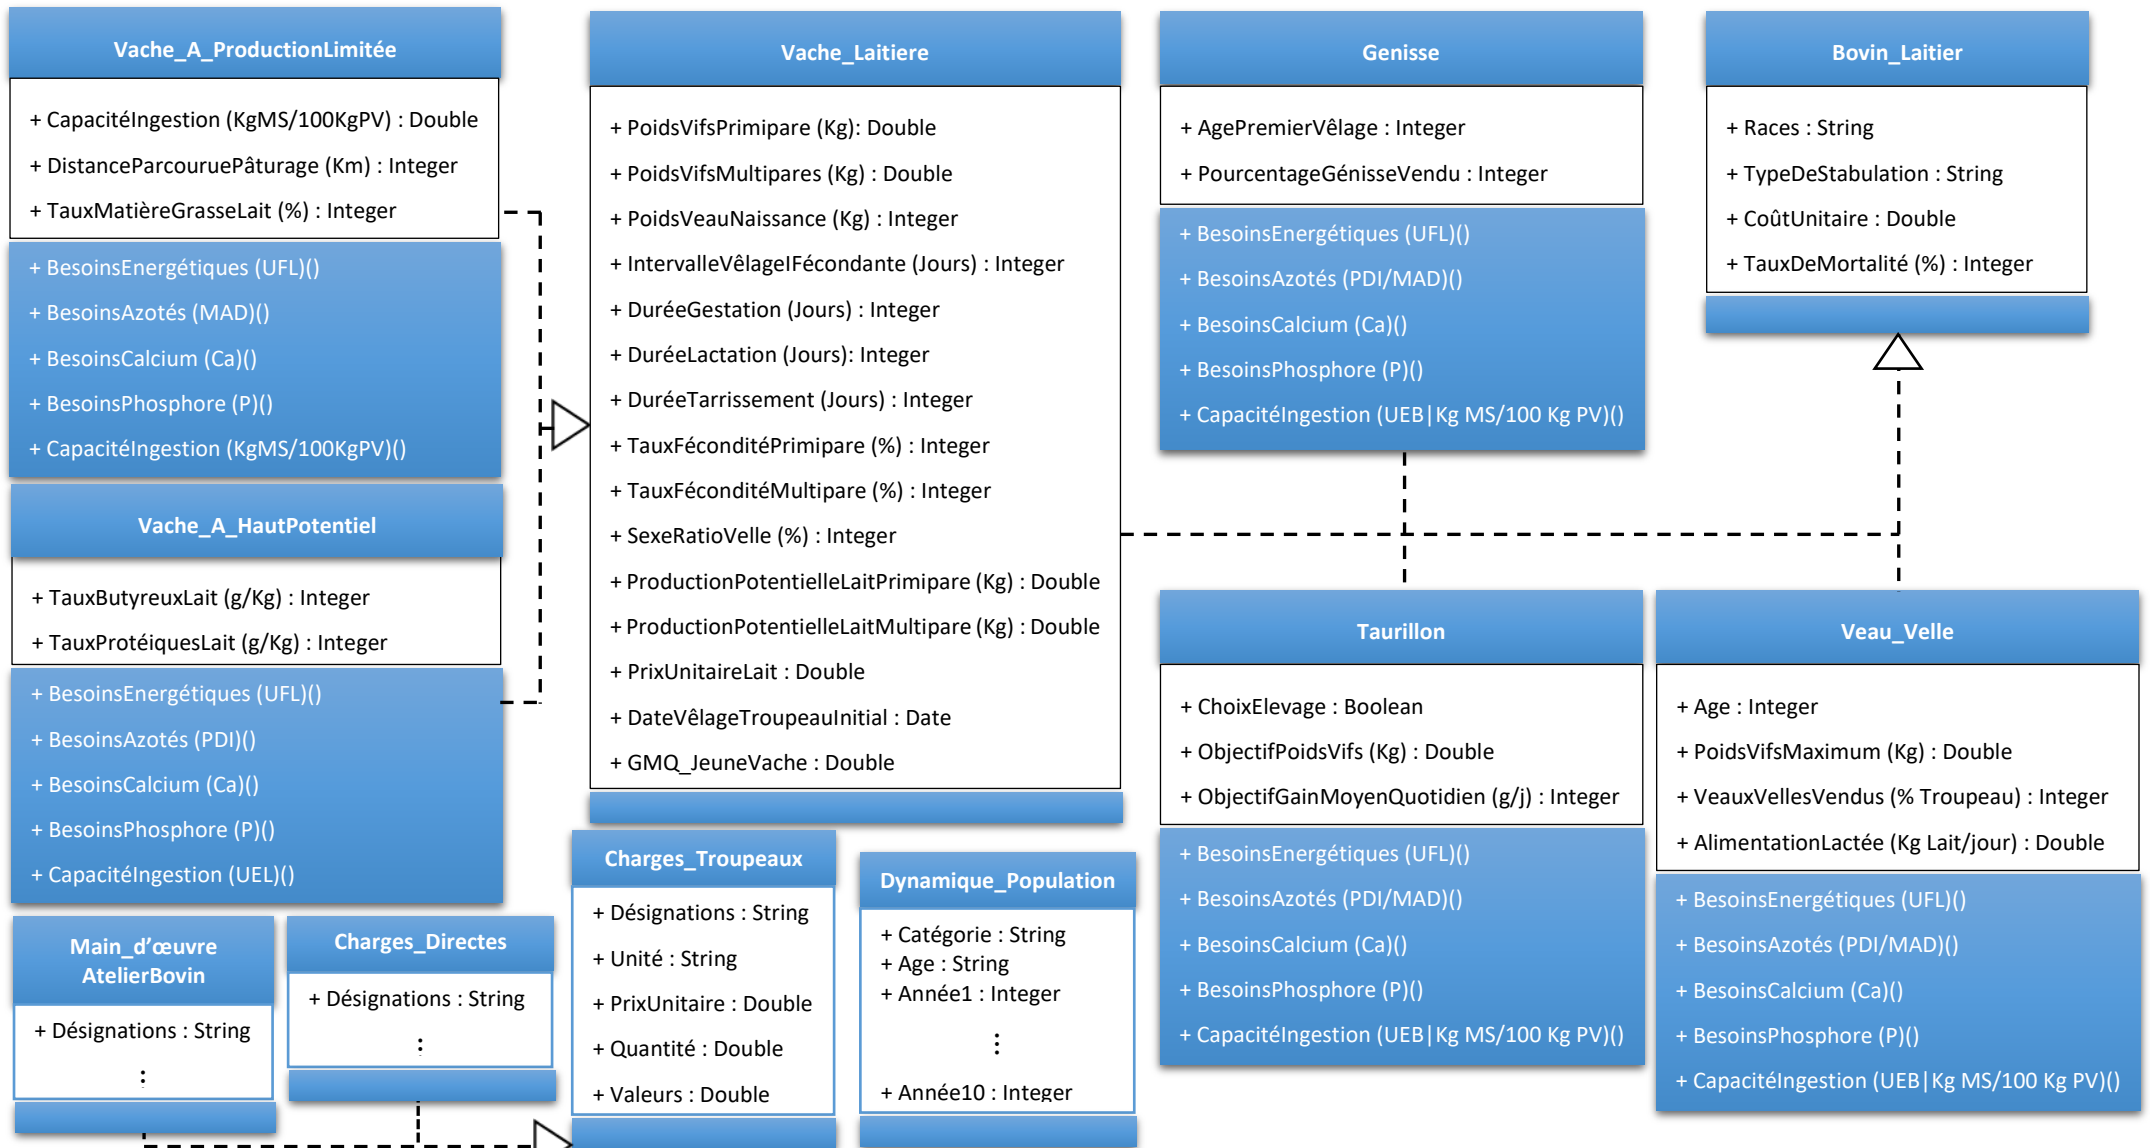 Vache_A_ProductionLimitée
+ CapacitéIngestion (KgMS/100KgPV) : Double
+ DistanceParcouruePâturage (Km) : Integer
+ TauxMatièreGrasseLait (%) : Integer
+ BesoinsEnergétiques (UFL)()
+ BesoinsAzotés (MAD)()
+ BesoinsCalcium (Ca)()
+ BesoinsPhosphore (P)()
+ CapacitéIngestion (KgMS/100KgPV)()
Vache_A_HautPotentiel
+ TauxButyreuxLait (g/Kg) : Integer
+ TauxProtéiquesLait (g/Kg) : Integer
+ BesoinsEnergétiques (UFL)()
+ BesoinsAzotés (PDI)()
+ BesoinsCalcium (Ca)()
+ BesoinsPhosphore (P)()
+ CapacitéIngestion (UEL)()
Main_d'œuvre
AtelierBovin
+ Désignations : String
⋮
Charges_Directes
+ Désignations : String
⋮
Vache_Laitiere
+ PoidsVifsPrimipare (Kg): Double
+ PoidsVifsMultipares (Kg) : Double
+ PoidsVeauNaissance (Kg) : Integer
+ IntervalleVêlageIFécondante (Jours) : Integer
+ DuréeGestation (Jours) : Integer
+ DuréeLactation (Jours): Integer
+ DuréeTarrissement (Jours) : Integer
+ TauxFéconditéPrimipare (%) : Integer
+ TauxFéconditéMultipare (%) : Integer
+ SexeRatioVelle (%) : Integer
+ ProductionPotentielleLaitPrimipare (Kg) : Double
+ ProductionPotentielleLaitMultipare (Kg) : Double
+ PrixUnitaireLait : Double
+ DateVêlageTroupeauInitial : Date
+ GMQ_JeuneVache : Double
Charges_Troupeaux
+ Désignations : String
+ Unité : String
+ PrixUnitaire : Double
+ Quantité : Double
+ Valeurs : Double
Dynamique_Population
+ Catégorie : String
+ Age : String
+ Année1 : Integer
⋮
+ Année10 : Integer
Genisse
+ AgePremierVêlage : Integer
+ PourcentageGénisseVendu : Integer
+ BesoinsEnergétiques (UFL)()
+ BesoinsAzotés (PDI/MAD)()
+ BesoinsCalcium (Ca)()
+ BesoinsPhosphore (P)()
+ CapacitéIngestion (UEB|Kg MS/100 Kg PV)()
Bovin_Laitier
+ Races : String
+ TypeDeStabulation : String
+ CoûtUnitaire : Double
+ TauxDeMortalité (%) : Integer
Taurillon
+ ChoixElevage : Boolean
+ ObjectifPoidsVifs (Kg) : Double
+ ObjectifGainMoyenQuotidien (g/j) : Integer
+ BesoinsEnergétiques (UFL)()
+ BesoinsAzotés (PDI/MAD)()
+ BesoinsCalcium (Ca)()
+ BesoinsPhosphore (P)()
+ CapacitéIngestion (UEB|Kg MS/100 Kg PV)()
Veau_Velle
+ Age : Integer
+ PoidsVifsMaximum (Kg) : Double
+ VeauxVellesVendus (% Troupeau) : Integer
+ AlimentationLactée (Kg Lait/jour) : Double
+ BesoinsEnergétiques (UFL)()
+ BesoinsAzotés (PDI/MAD)()
+ BesoinsCalcium (Ca)()
+ BesoinsPhosphore (P)()
+ CapacitéIngestion (UEB|Kg MS/100 Kg PV)()